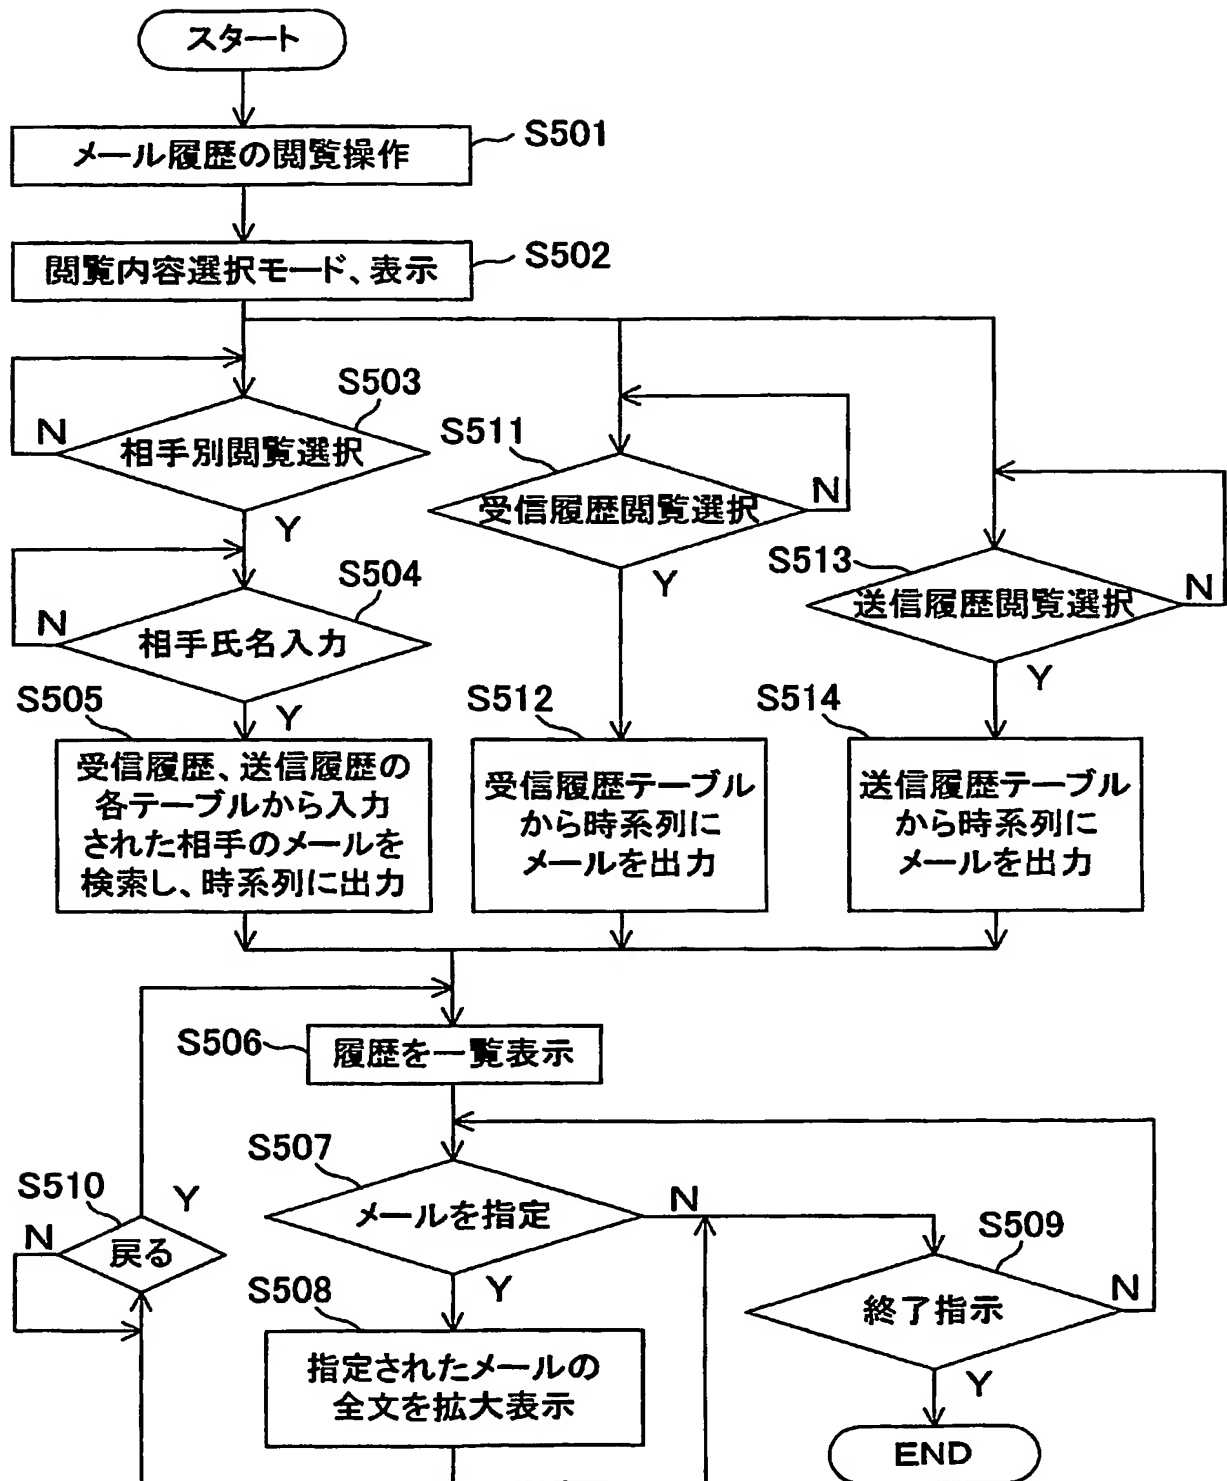 スタート
メール履歴の閲覧操作
S501
閲覧内容選択モード、表示
S502
S503
N
相手別閲覧選択
Y
S511
受信履歴閲覧選択
N
Y
S513
送信履歴閲覧選択
N
Y
S504
N
相手氏名入力
Y
S505
受信履歴、送信履歴の
各テーブルから入力
された相手のメールを
検索し、時系列に出力
S512
受信履歴テーブル
から時系列に
メールを出力
S514
送信履歴テーブル
から時系列に
メールを出力
S506
履歴を一覧表示
S507
メールを指定
N
Y
S510
Y
N
戻る
S509
終了指示
N
Y
S508
指定されたメールの
全文を拡大表示
END